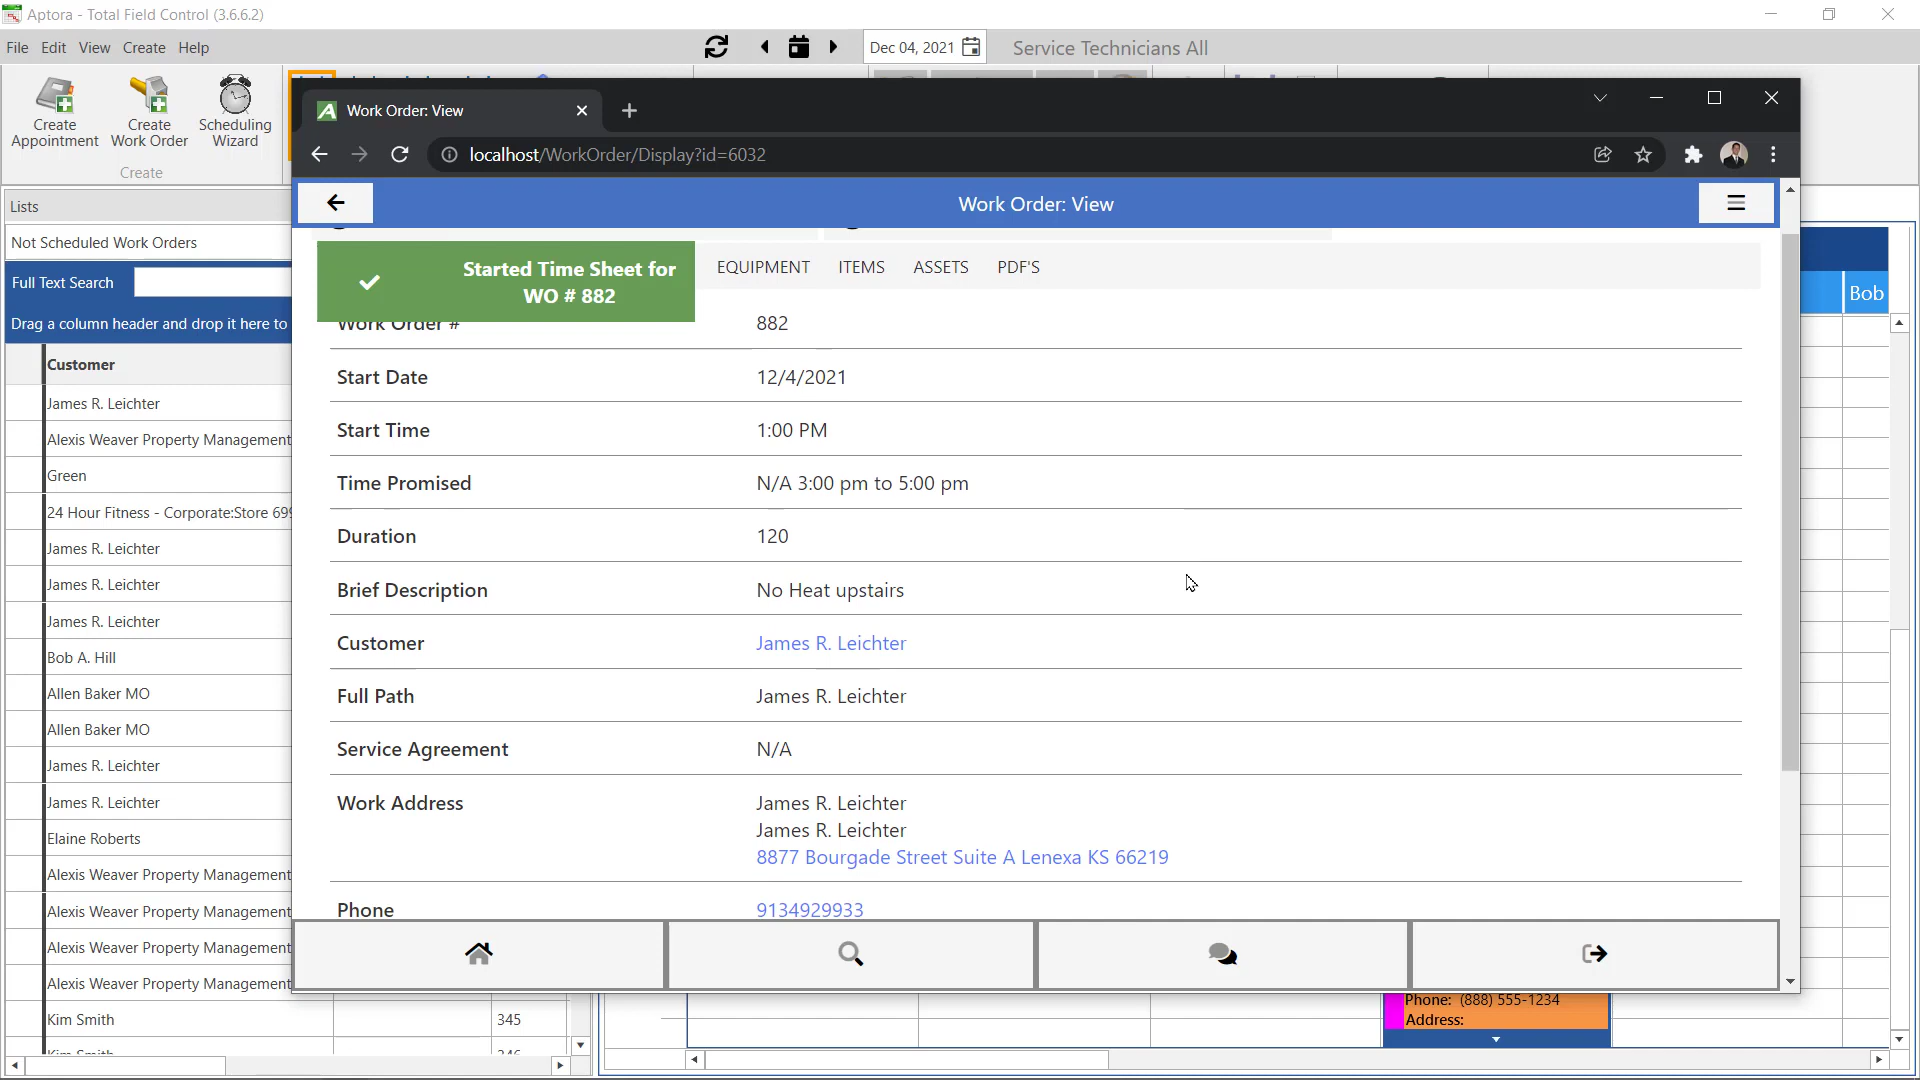 Aptora - Total Field Control (3.6.6.2)
File Edit View Create Help
Dec 04, 2021
Service Technicians All
Create Appointment
Create Work Order
Scheduling Wizard
Create
Work Order: View
localhost/WorkOrder/Display?id=6032
Work Order: View
Lists
Not Scheduled Work Orders
Full Text Search
Drag a column header and drop it here to
Customer
James R. Leichter
Alexis Weaver Property Management
Green
24 Hour Fitness - Corporate:Store 699
James R. Leichter
James R. Leichter
James R. Leichter
Bob A. Hill
Allen Baker MO
Allen Baker MO
James R. Leichter
James R. Leichter
Elaine Roberts
Alexis Weaver Property Management
Alexis Weaver Property Management
Alexis Weaver Property Management
Alexis Weaver Property Management
Kim Smith 345
Kim Smith 346
Started Time Sheet for
WO # 882
EQUIPMENT ITEMS ASSETS PDF'S
Work Order # 882
Start Date 12/4/2021
Start Time 1:00 PM
Time Promised N/A 3:00 pm to 5:00 pm
Duration 120
Brief Description No Heat upstairs
Customer James R. Leichter
Full Path James R. Leichter
Service Agreement N/A
Work Address James R. Leichter
James R. Leichter
8877 Bourgade Street Suite A Lenexa KS 66219
Phone 9134929933
Bob
Phone: (888) 555-1234
Address: